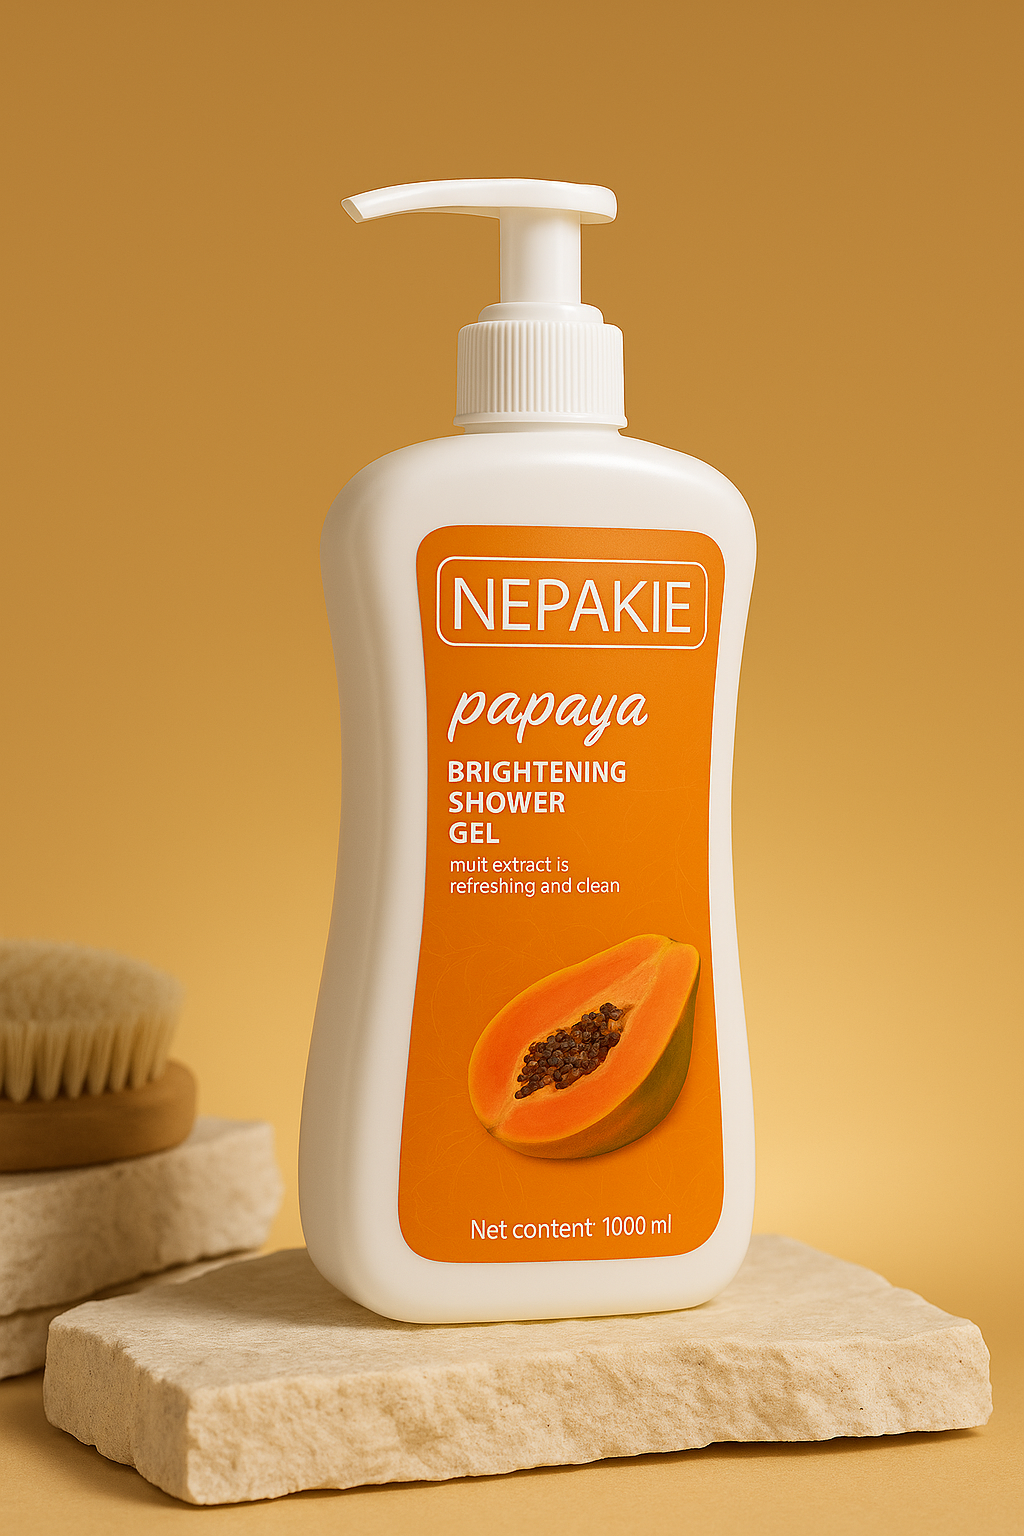 NEPAKIE
papaya
BRIGHTENING
SHOWER
GEL
muit extract is
refreshing and clean
Net content· 1000 ml